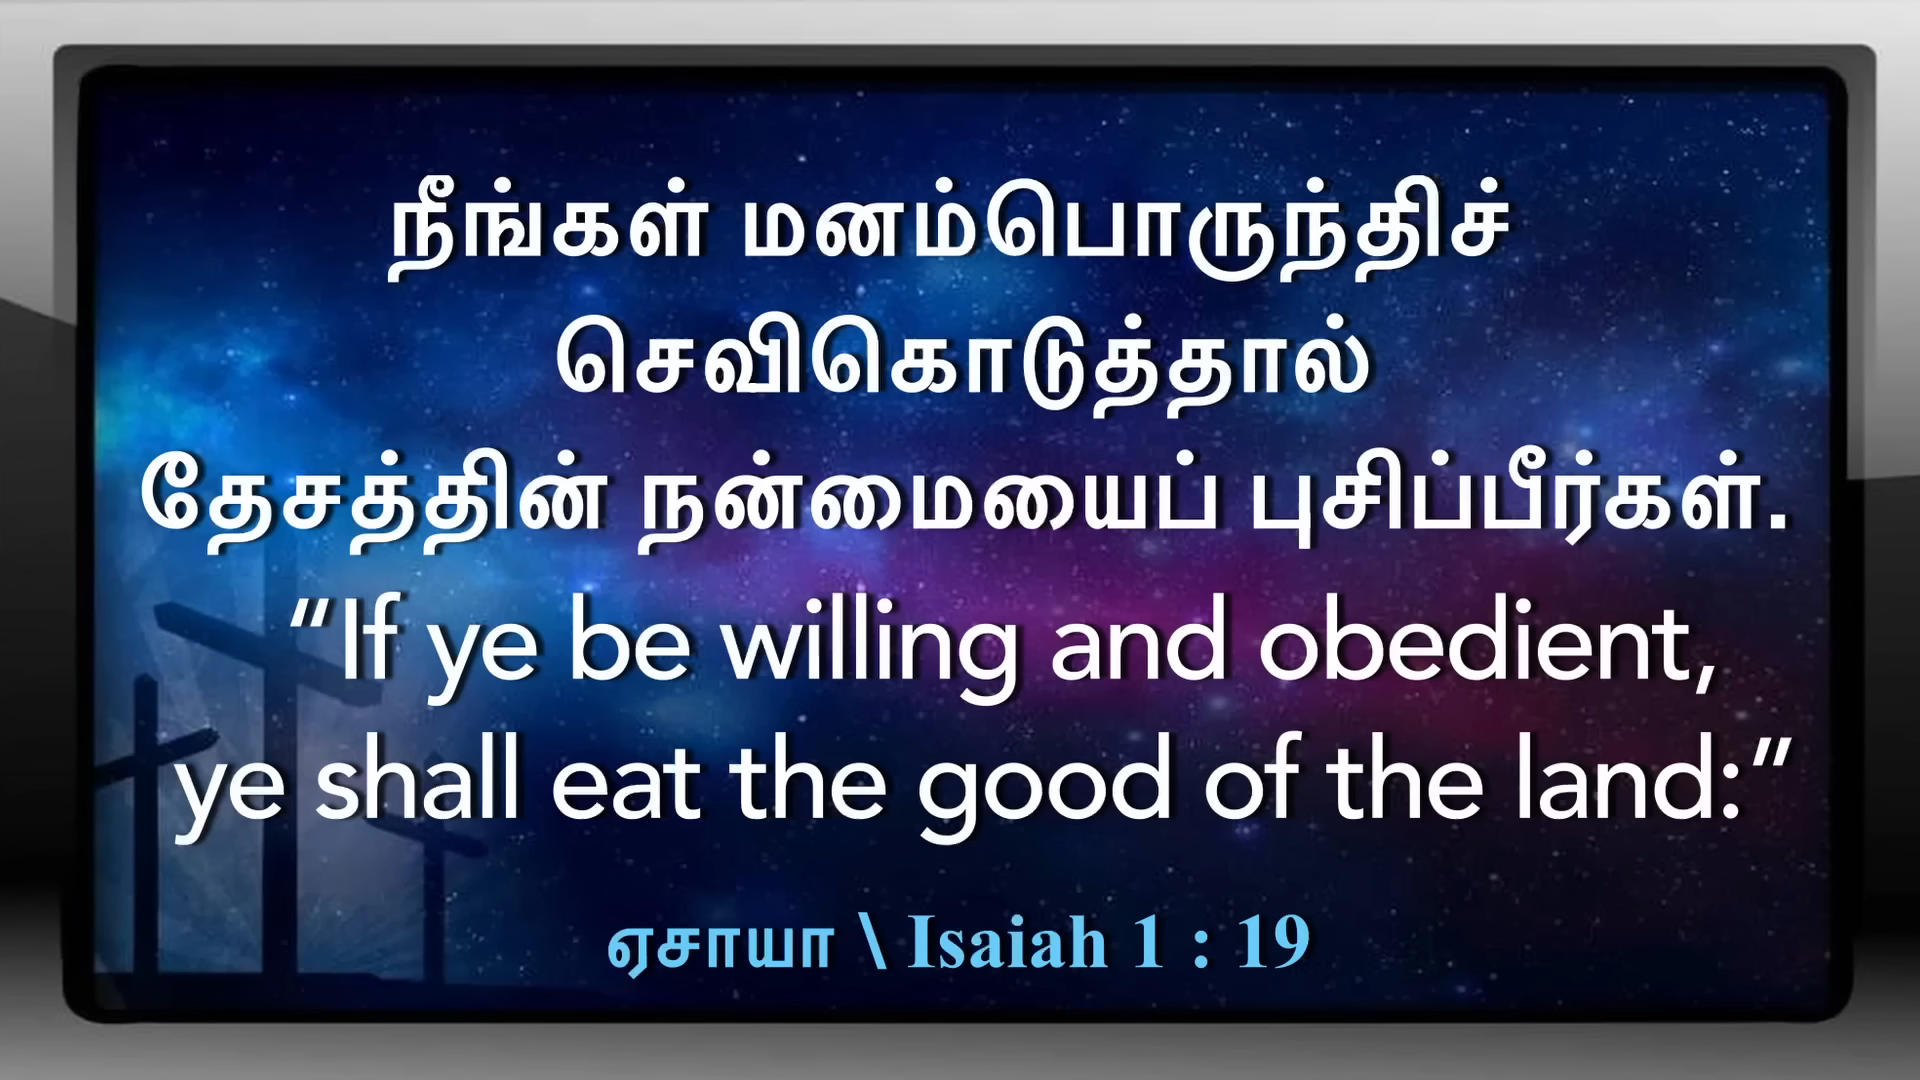 நீங்கள் மனம்பொருந்திச்
செவிகொடுத்தால்
தேசத்தின் நன்மையைப் புசிப்பீர்கள்.
“If ye be willing and obedient,
ye shall eat the good of the land:”
ஏசாயா \ Isaiah 1 : 19